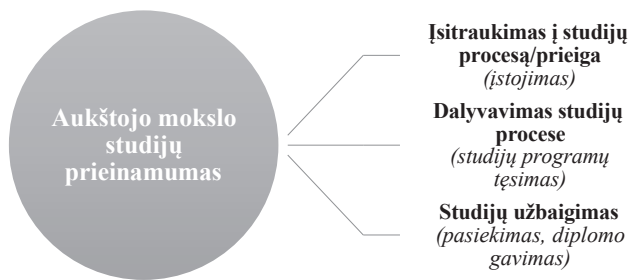 Aukštojo mokslo
studijų
prieinamumas
Įsitraukimas į studijų
procesą/prieiga
(įstojimas)
Dalyvavimas studijų
procese
(studijų programų
tęsimas)
Studijų užbaigimas
(pasiekimas, diplomo
gavimas)